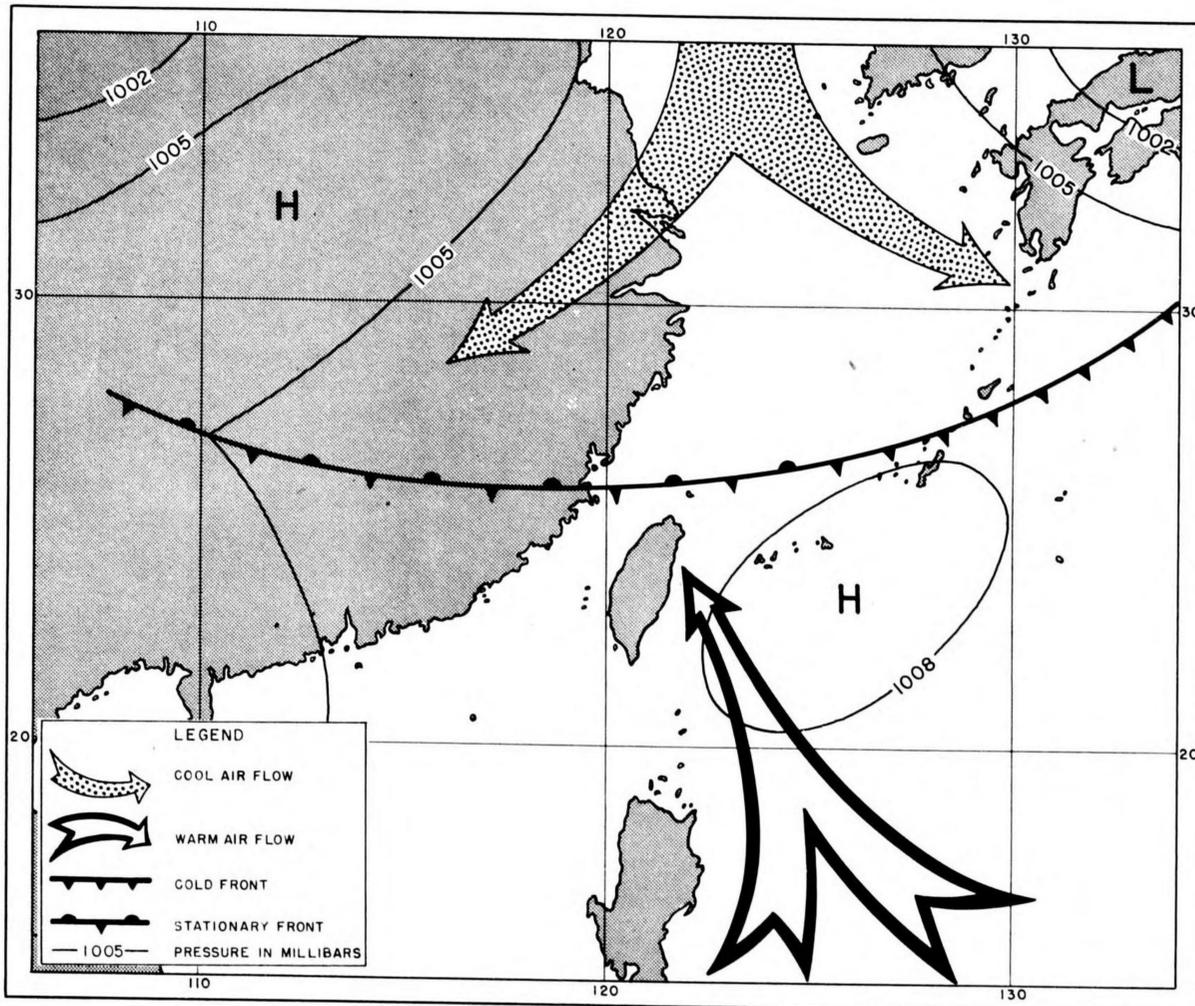 110
120
130
1002
L
1002
1005
1005
H
1005
30
30
H
1008
20
20
LEGEND
COOL AIR FLOW
WARM AIR FLOW
COLD FRONT
STATIONARY FRONT
1005 PRESSURE IN MILLIBARS
110
120
130